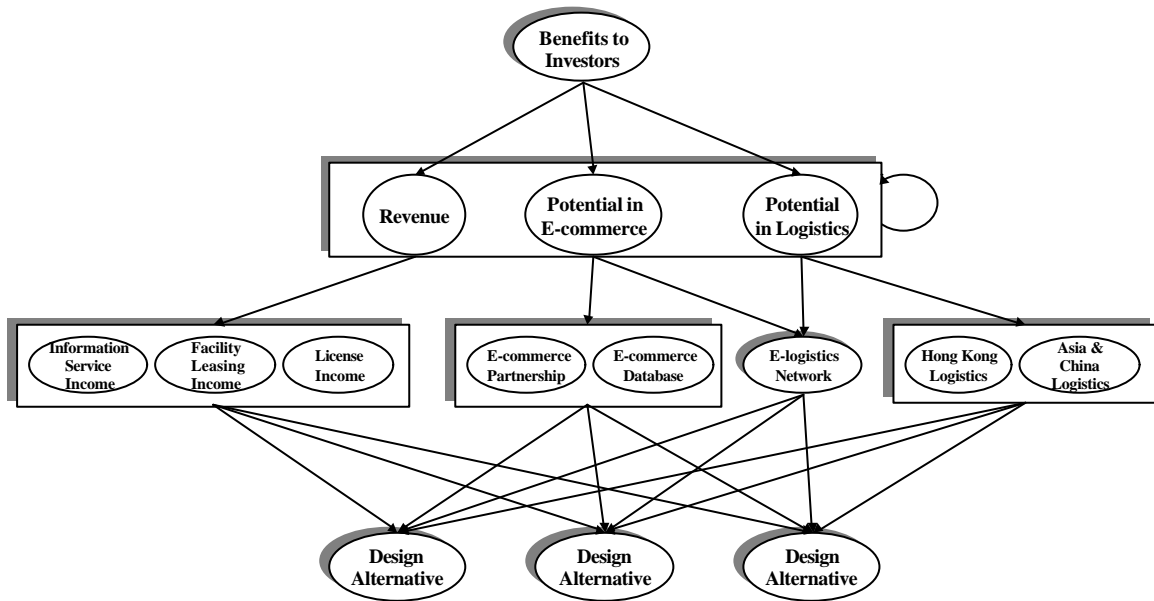 Benefits to
Investors
Revenue
Potential in
E-commerce
Potential
in Logistics
Information
Service
Income
Facility
Leasing
Income
License
Income
E-commerce
Partnership
E-commerce
Database
E-logistics
Network
Hong Kong
Logistics
Asia &
China
Logistics
Design
Alternative
Design
Alternative
Design
Alternative